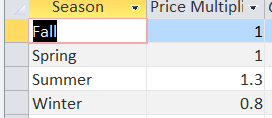 Season Price Multipli
Fall 1
Spring 1
Summer 1.3
Winter 0.8